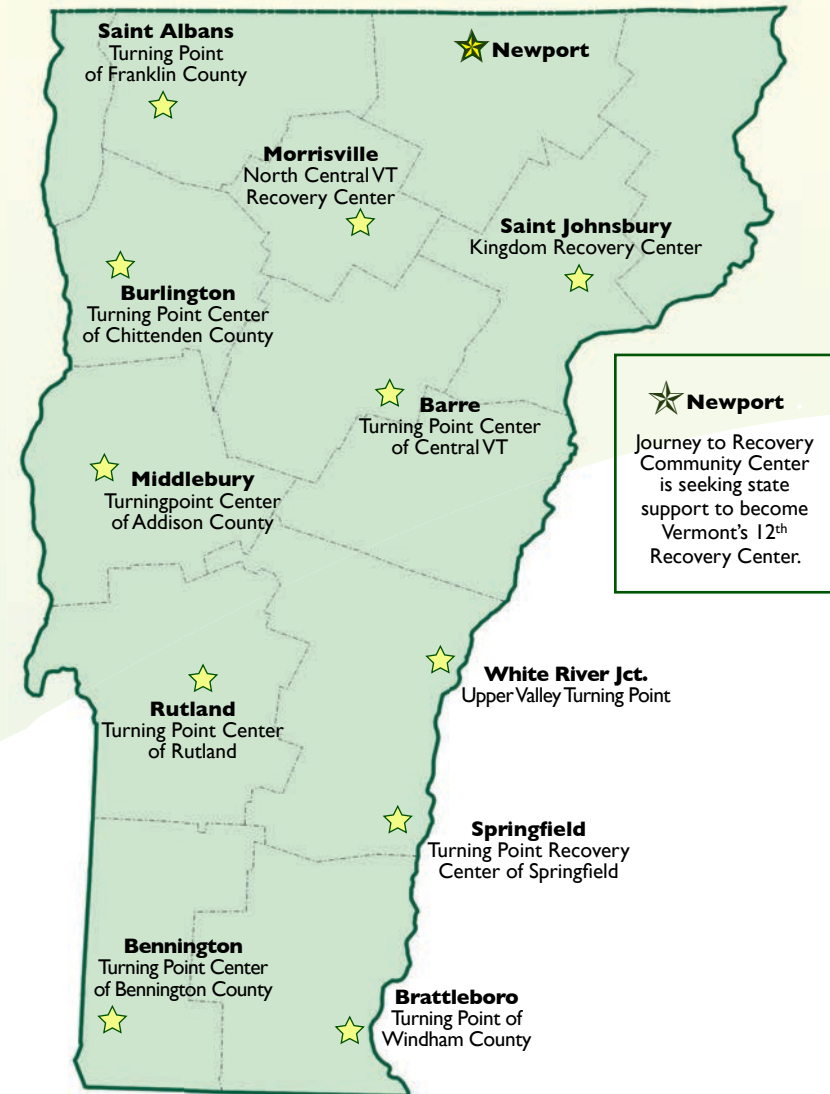 Saint Albans
Turning Point
of Franklin County
Newport
Morrisville
North Central VT
Recovery Center
Saint Johnsbury
Kingdom Recovery Center
Burlington
Turning Point Center
of Chittenden County
Barre
Turning Point Center
of Central VT
Newport
Journey to Recovery
Community Center
is seeking state
support to become
Vermont's 12th
Recovery Center.
Middlebury
Turningpoint Center
of Addison County
White River Jct.
Upper Valley Turning Point
Rutland
Turning Point Center
of Rutland
Springfield
Turning Point Recovery
Center of Springfield
Bennington
Turning Point Center
of Bennington County
Brattleboro
Turning Point of
Windham County